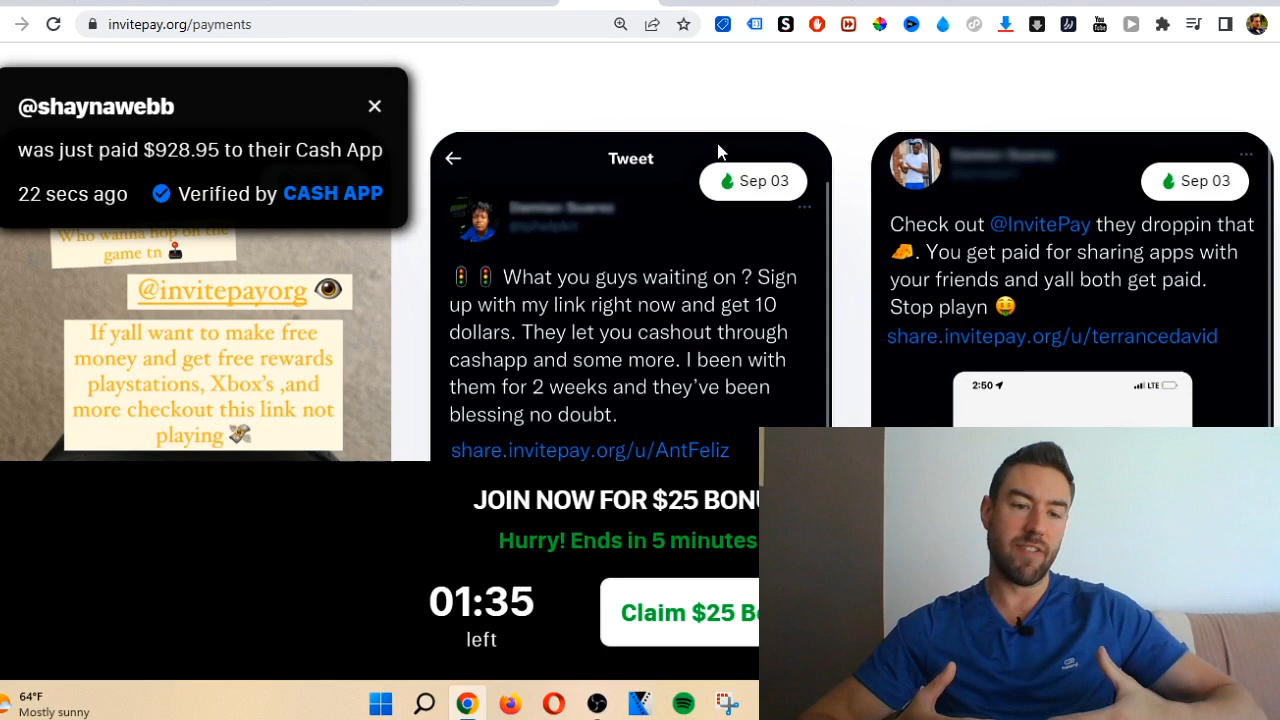 invitepay.org/payments
@shaynawebb
was just paid $928.95 to their Cash App
22 secs ago Verified by CASH APP
Who wanna hop on the
game tn
@invitepayorg
If yall want to make free
money and get free rewards
playstations, Xbox's ,and
more checkout this link not
playing
Tweet
Sep 03
What you guys waiting on ? Sign
up with my link right now and get 10
dollars. They let you cashout through
cashapp and some more. I been with
them for 2 weeks and they've been
blessing no doubt.
share.invitepay.org/u/AntFeliz
Sep 03
Check out @InvitePay they droppin that
. You get paid for sharing apps with
your friends and yall both get paid.
Stop playn
share.invitepay.org/u/terrancedavid
2:50
LTE
JOIN NOW FOR $25 BONU
Hurry! Ends in 5 minutes
01:35
left
Claim $25 B
64°F
Mostly sunny